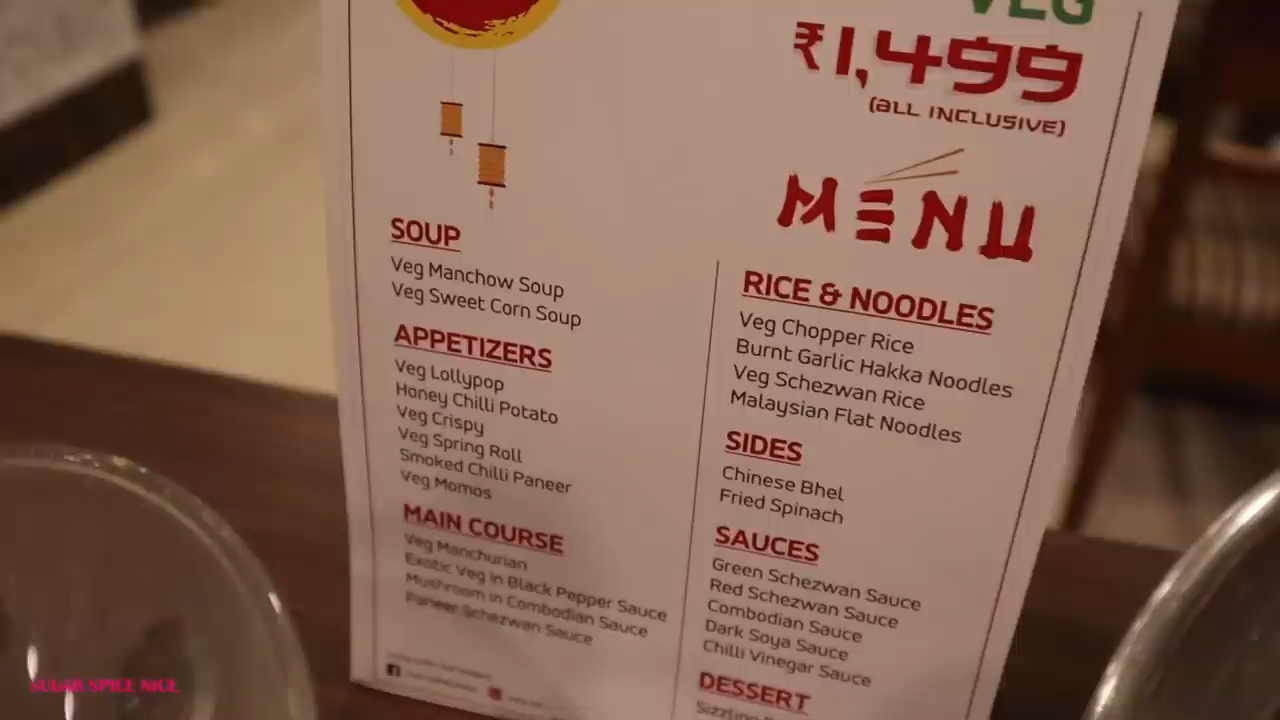 VEG
₹1,499
(ALL INCLUSIVE)
MENU
SOUP
Veg Manchow Soup
Veg Sweet Corn Soup
APPETIZERS
Veg Lollypop
Honey Chilli Potato
Veg Crispy
Veg Spring Roll
Smoked Chilli Paneer
Veg Momos
MAIN COURSE
Veg Manchurian
Exotic Veg in Black Pepper Sauce
Mushroom in Combodian Sauce
Paneer Schezwan Sauce
RICE & NOODLES
Veg Chopper Rice
Burnt Garlic Hakka Noodles
Veg Schezwan Rice
Malaysian Flat Noodles
SIDES
Chinese Bhel
Fried Spinach
SAUCES
Green Schezwan Sauce
Red Schezwan Sauce
Combodian Sauce
Dark Soya Sauce
Chilli Vinegar Sauce
DESSERT
Sizzling
SUGAR SPICE NICE